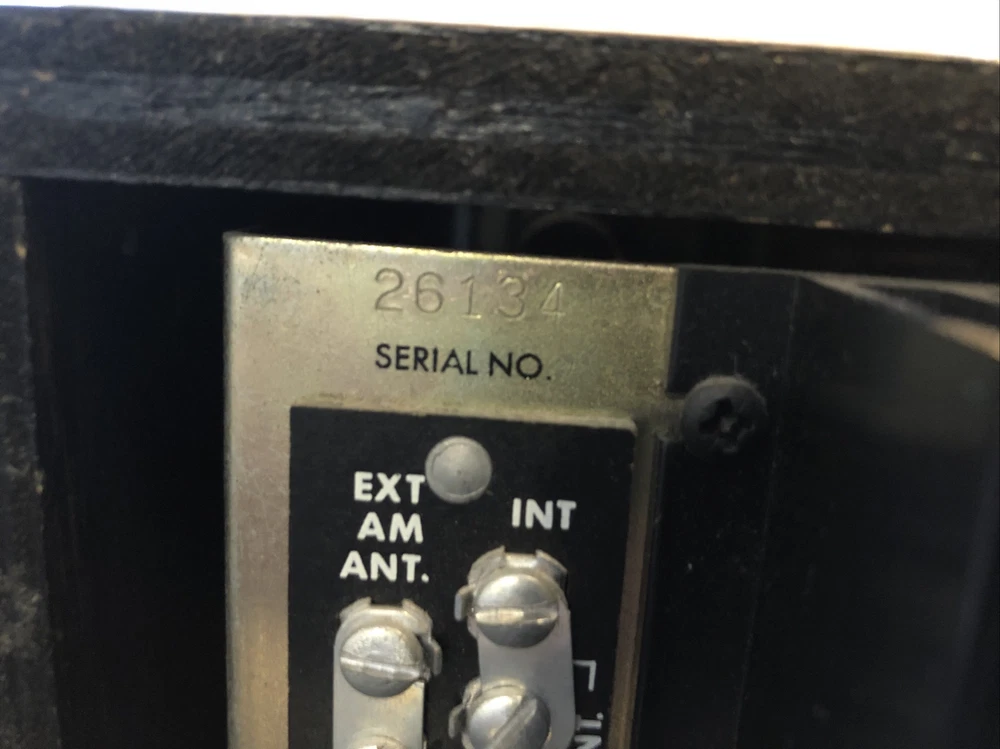 26134
SERIAL NO.
EXT
AM
ANT.
INT